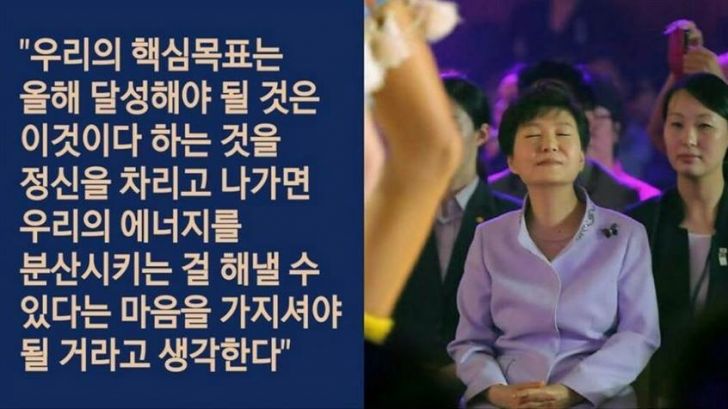 "우리의 핵심목표는
올해 달성해야 될 것은
이것이다 하는 것을
정신을 차리고 나가면
우리의 에너지를
분산시키는 걸 해낼 수
있다는 마음을 가지셔야
될 거라고 생각한다"